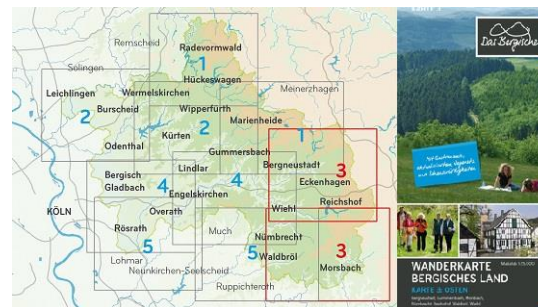 Remscheid
Radevormwald
1
Solingen
Hückeswagen
Leichlingen
Wermelskirchen
Meinerzhagen
2
Burscheid
Wipperfürth
2
Marienheide
Odenthal
Kürten
1
Gummersbach
Bergneustadt
3
Bergisch
Gladbach
Lindlar
4
4
Eckenhagen
Engelskirchen
KÖLN
Overath
Wiehl
Reichshof
Rösrath
Much
Nümbrecht
3
5
5
Waldbröl
Morsbach
Lohmar
Neunkirchen-Seelscheid
Ruppichteroth
Das Bergische
WANDERKARTE
BERGISCHES LAND
KARTE 3: OSTEN